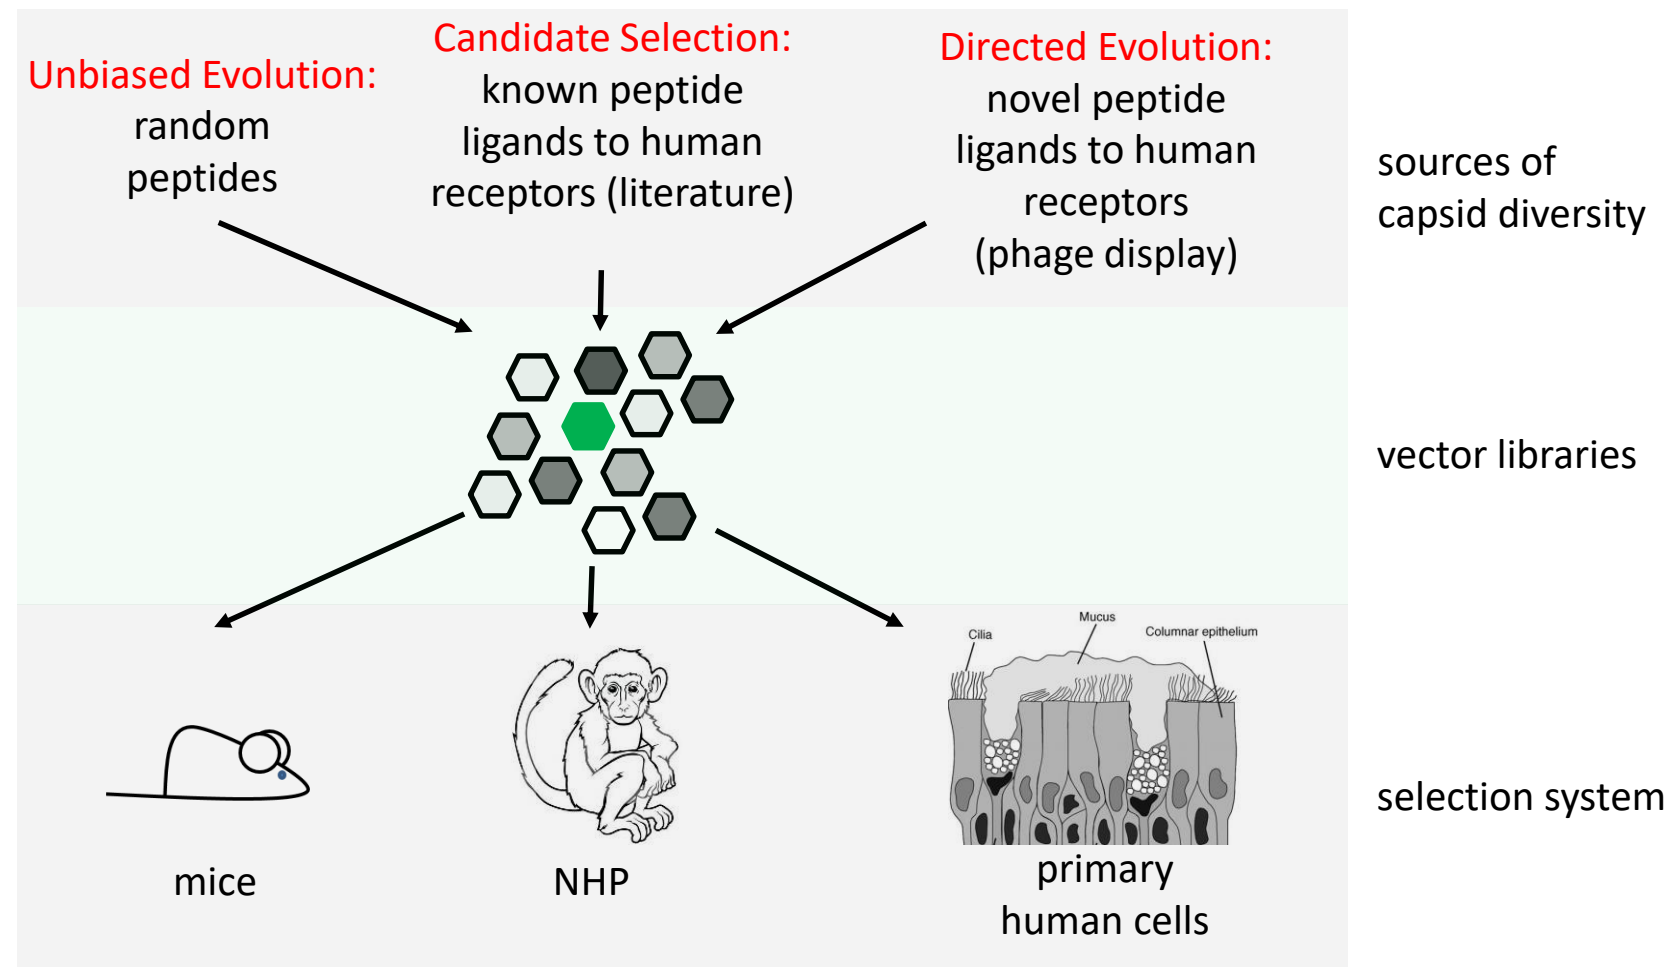 Unbiased Evolution:
random
peptides
Candidate Selection:
known peptide
ligands to human
receptors (literature)
Directed Evolution:
novel peptide
ligands to human
receptors
(phage display)
sources of
capsid diversity
vector libraries
Cilia
Mucus
Columnar epithelium
mice
NHP
primary
human cells
selection system